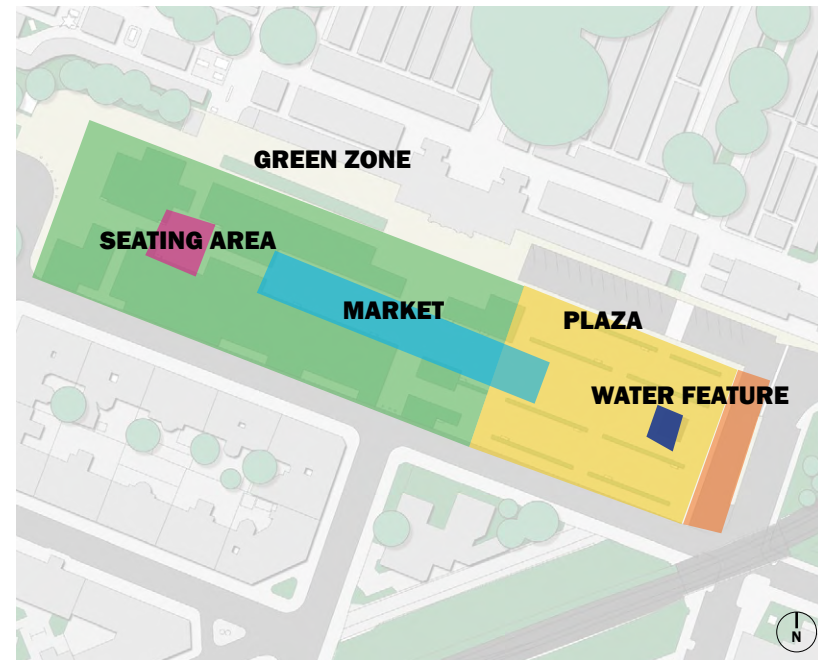 GREEN ZONE
SEATING AREA
MARKET
PLAZA
WATER FEATURE
N